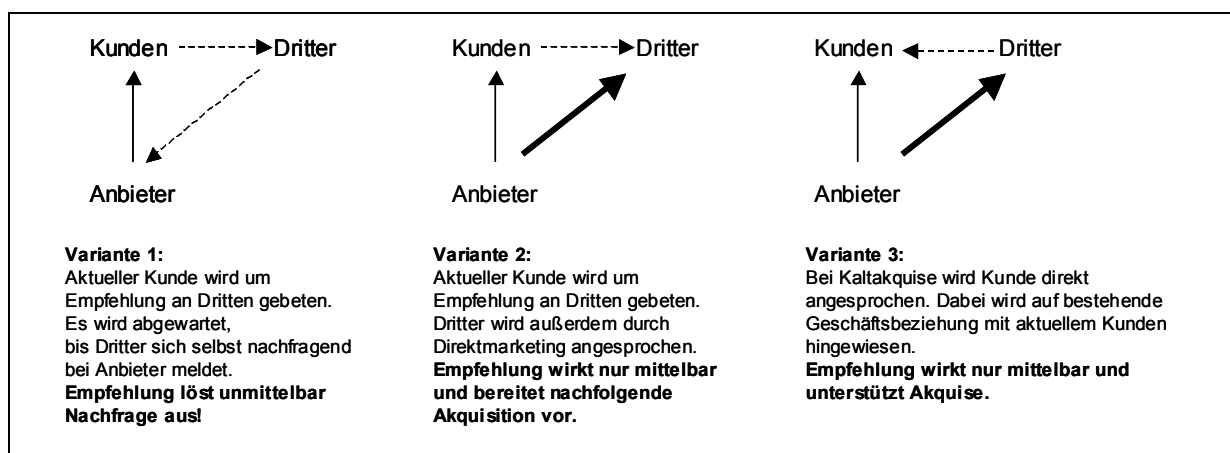 Kunden Dritter
Anbieter
Variante 1:
Aktueller Kunde wird um
Empfehlung an Dritten gebeten.
Es wird abgewartet,
bis Dritter sich selbst nachfragend
bei Anbieter meldet.
Empfehlung löst unmittelbar
Nachfrage aus!
Kunden Dritter
Anbieter
Variante 2:
Aktueller Kunde wird um
Empfehlung an Dritten gebeten.
Dritter wird außerdem durch
Direktmarketing angesprochen.
Empfehlung wirkt nur mittelbar
und bereitet nachfolgende
Akquisition vor.
Kunden Dritter
Anbieter
Variante 3:
Bei Kaltakquise wird Kunde direkt
angesprochen. Dabei wird auf bestehende
Geschäftsbeziehung mit aktuellem Kunden
hingewiesen.
Empfehlung wirkt nur mittelbar und
unterstützt Akquise.